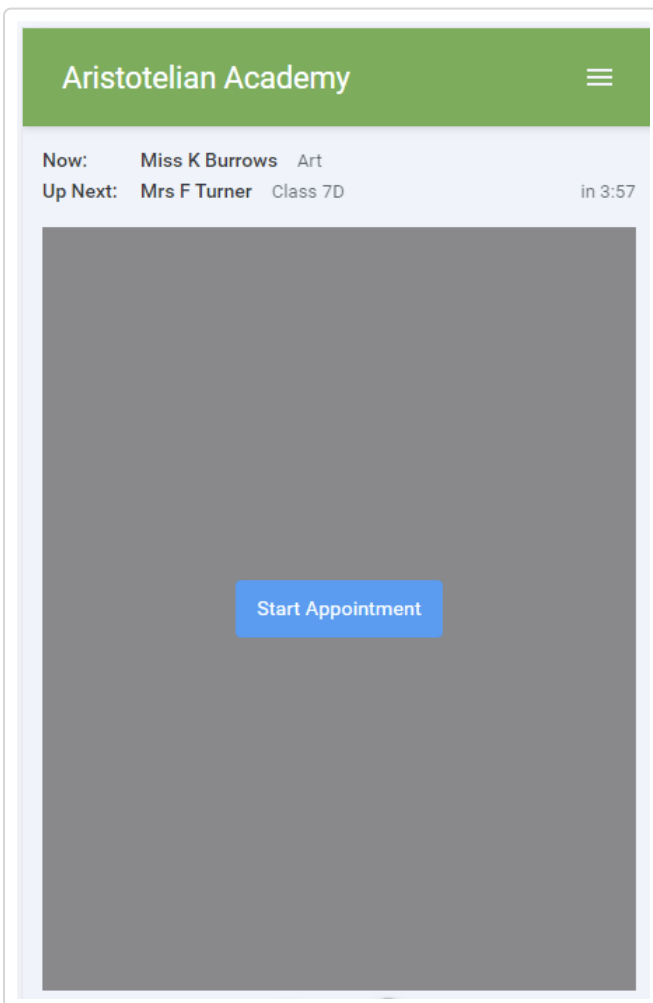 Aristotelian Academy
Now: Miss K Burrows Art
Up Next: Mrs F Turner Class 7D in 3:57
Start Appointment